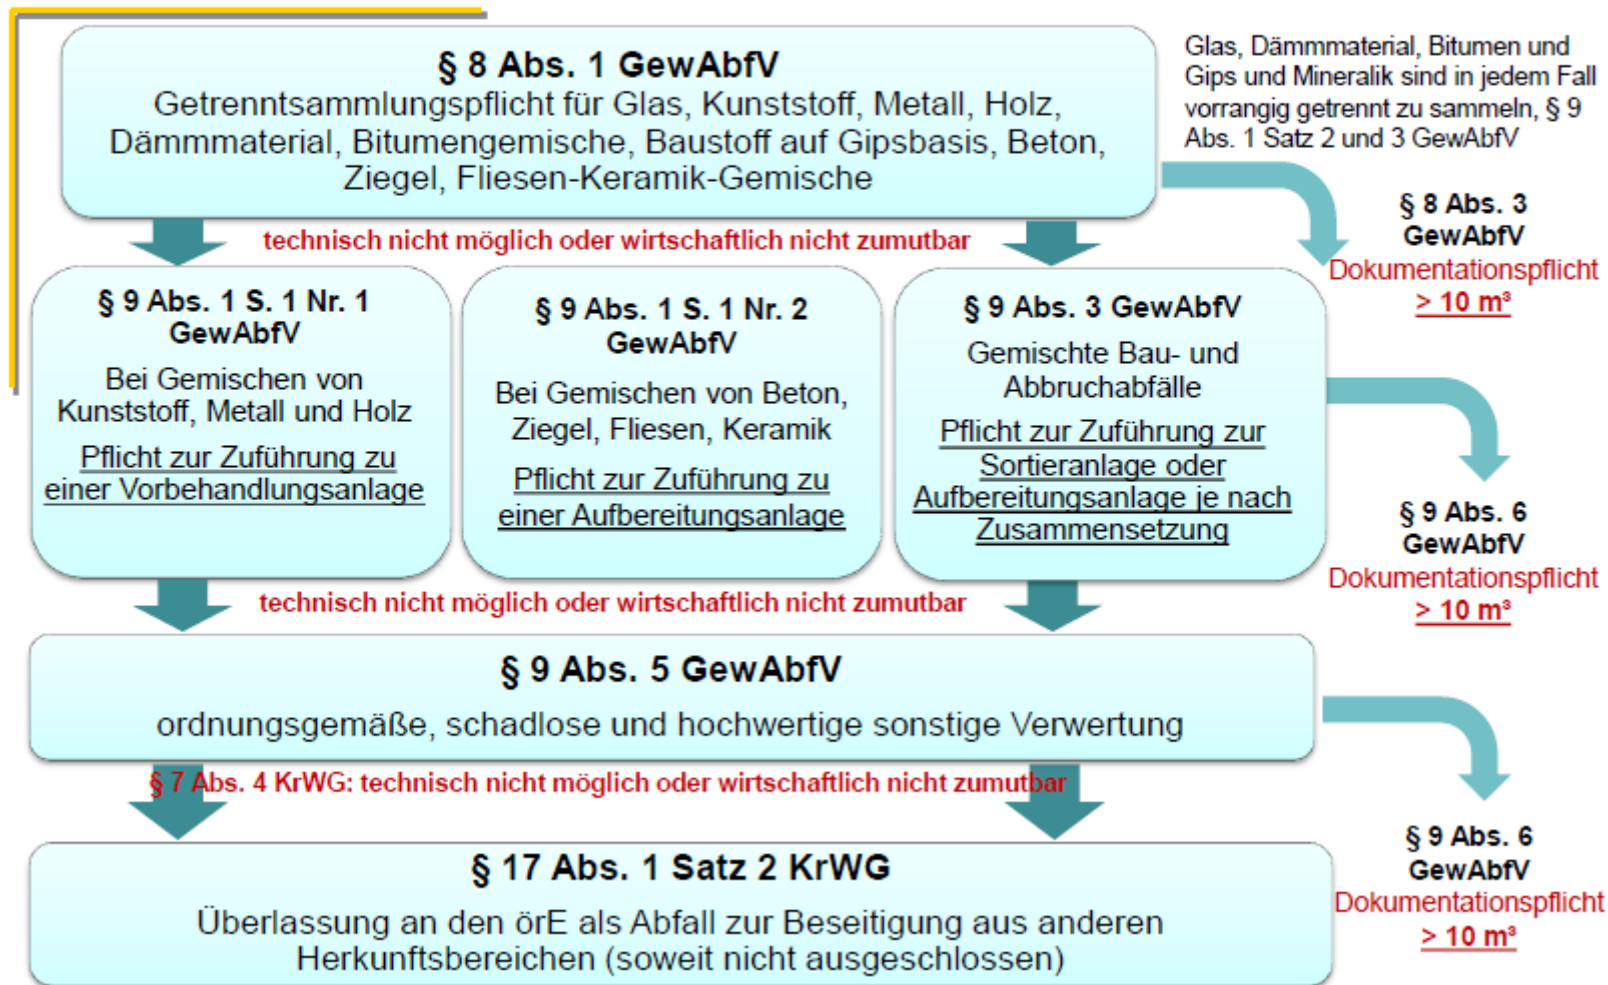 § 8 Abs. 1 GewAbfV
Getrenntsammlungspflicht für Glas, Kunststoff, Metall, Holz,
Dämmmaterial, Bitumengemische, Baustoff auf Gipsbasis, Beton,
Ziegel, Fliesen-Keramik-Gemische
Glas, Dämmmaterial, Bitumen und
Gips und Mineralik sind in jedem Fall
vorrangig getrennt zu sammeln, § 9
Abs. 1 Satz 2 und 3 GewAbfV
§ 8 Abs. 3
GewAbfV
Dokumentationspflicht
> 10 m³
technisch nicht möglich oder wirtschaftlich nicht zumutbar
§ 9 Abs. 1 S. 1 Nr. 1
GewAbfV
Bei Gemischen von
Kunststoff, Metall und Holz
Pflicht zur Zuführung zu
einer Vorbehandlungsanlage
§ 9 Abs. 1 S. 1 Nr. 2
GewAbfV
Bei Gemischen von Beton,
Ziegel, Fliesen, Keramik
Pflicht zur Zuführung zu
einer Aufbereitungsanlage
§ 9 Abs. 3 GewAbfV
Gemischte Bau- und
Abbruchabfälle
Pflicht zur Zuführung zur
Sortieranlage oder
Aufbereitungsanlage je nach
Zusammensetzung
§ 9 Abs. 6
GewAbfV
Dokumentationspflicht
> 10 m³
technisch nicht möglich oder wirtschaftlich nicht zumutbar
§ 9 Abs. 5 GewAbfV
ordnungsgemäße, schadlose und hochwertige sonstige Verwertung
§ 7 Abs. 4 KrWG: technisch nicht möglich oder wirtschaftlich nicht zumutbar
§ 9 Abs. 6
GewAbfV
Dokumentationspflicht
> 10 m³
§ 17 Abs. 1 Satz 2 KrWG
Überlassung an den örE als Abfall zur Beseitigung aus anderen
Herkunftsbereichen (soweit nicht ausgeschlossen)